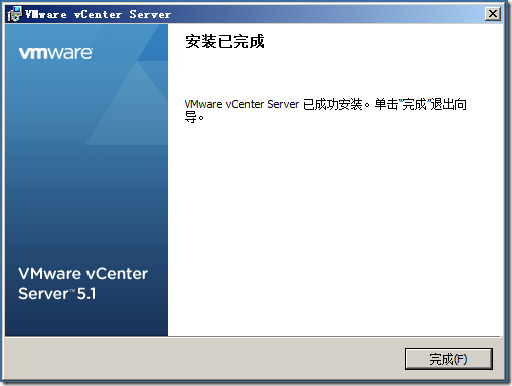 VMware vCenter Server
vmware
安装已完成
VMware vCenter Server 已成功安装。单击"完成"退出向
导。
VMware vCenter
Server™ 5.1
完成(F)